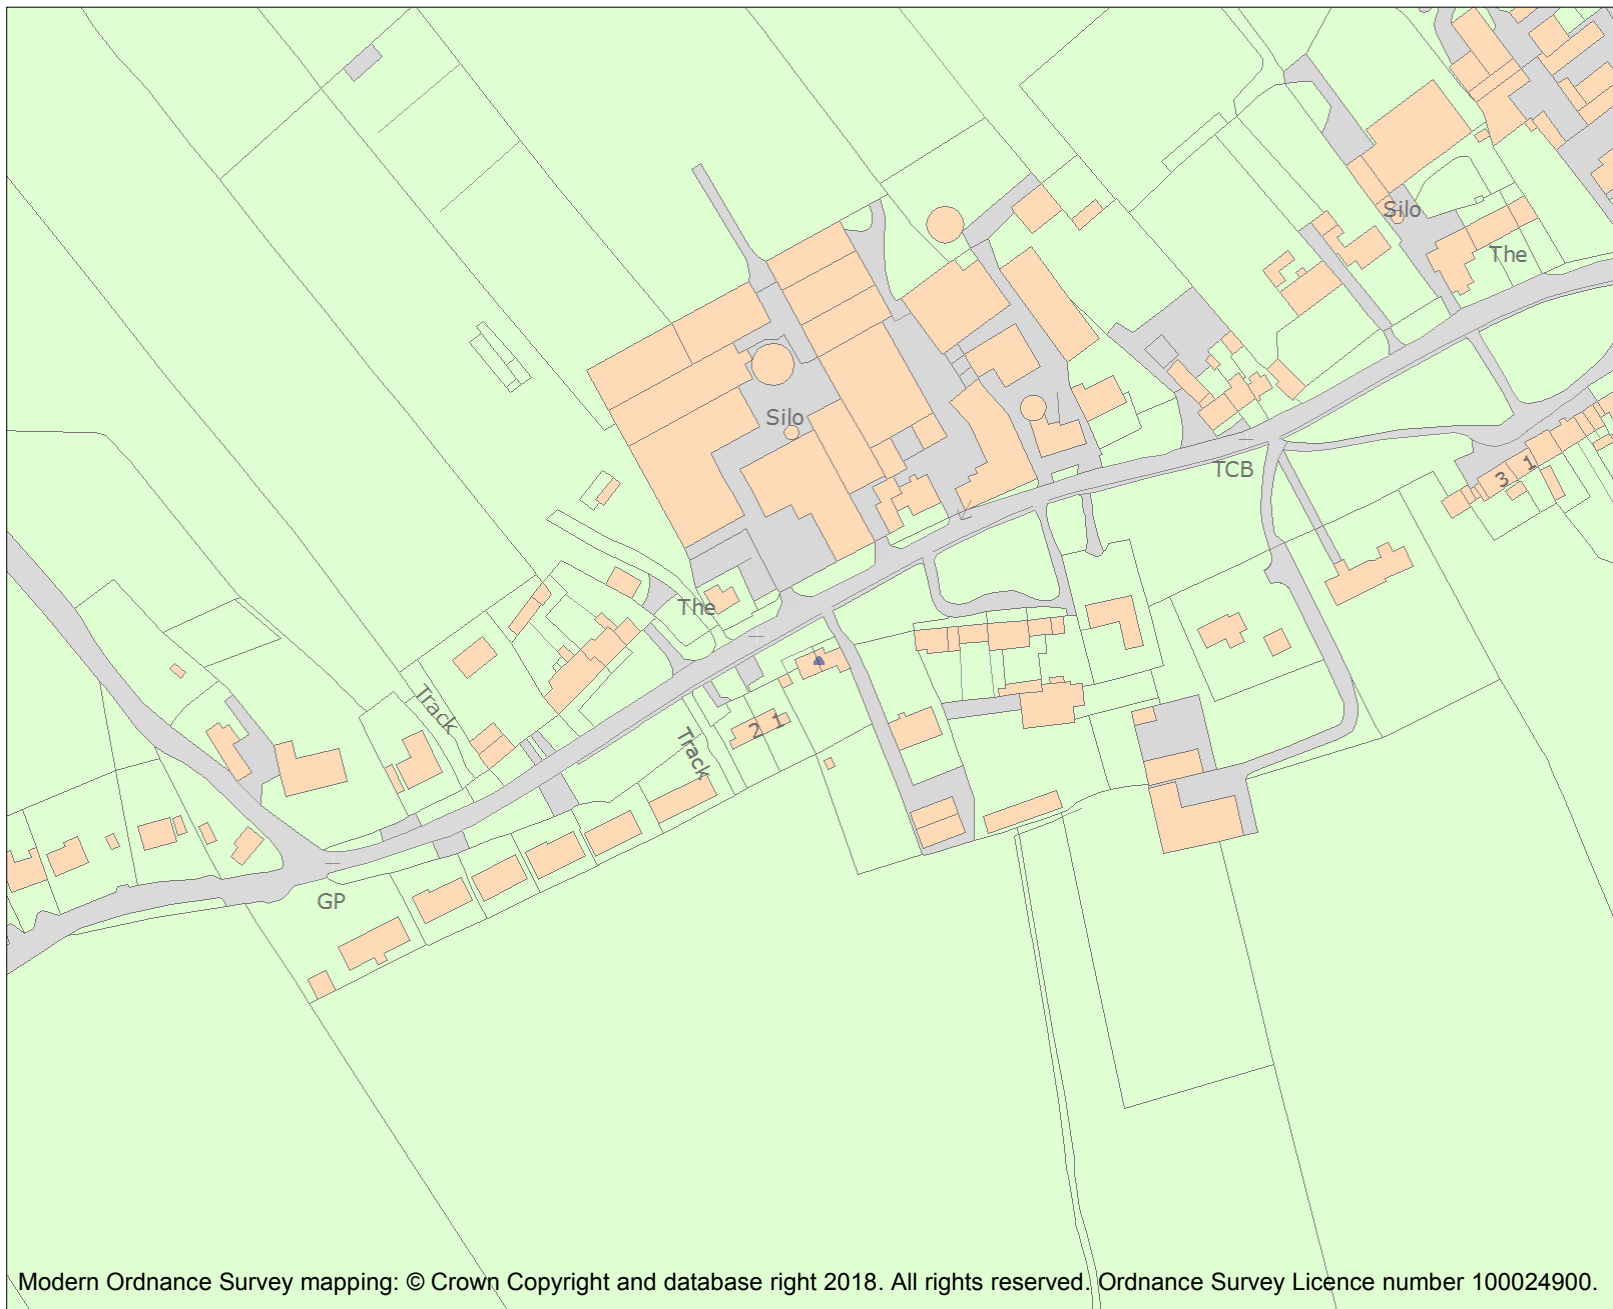 Silo
The
Silo
TCB
3 1
The
Track
2 1
Track
GP
Modern Ordnance Survey mapping: © Crown Copyright and database right 2018. All rights reserved. Ordnance Survey Licence number 100024900.